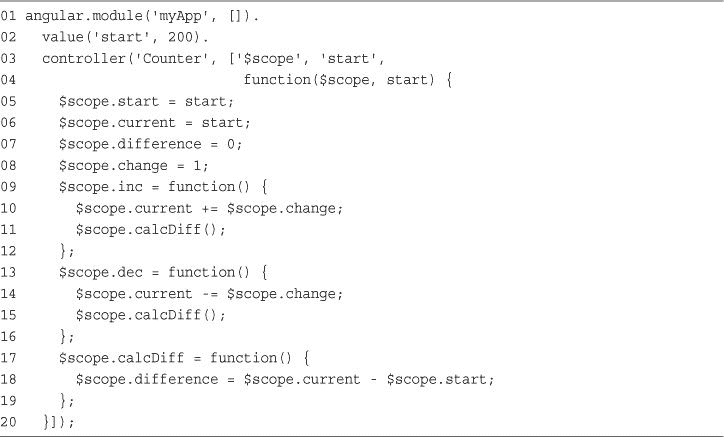 01 angular.module('myApp', []).
02   value('start', 200).
03   controller('Counter', ['$scope', 'start',
04                           function($scope, start) {
05     $scope.start = start;
06     $scope.current = start;
07     $scope.difference = 0;
08     $scope.change = 1;
09     $scope.inc = function() {
10       $scope.current += $scope.change;
11       $scope.calcDiff();
12     };
13     $scope.dec = function() {
14       $scope.current -= $scope.change;
15       $scope.calcDiff();
16     };
17     $scope.calcDiff = function() {
18       $scope.difference = $scope.current - $scope.start;
19     };
20   }]);